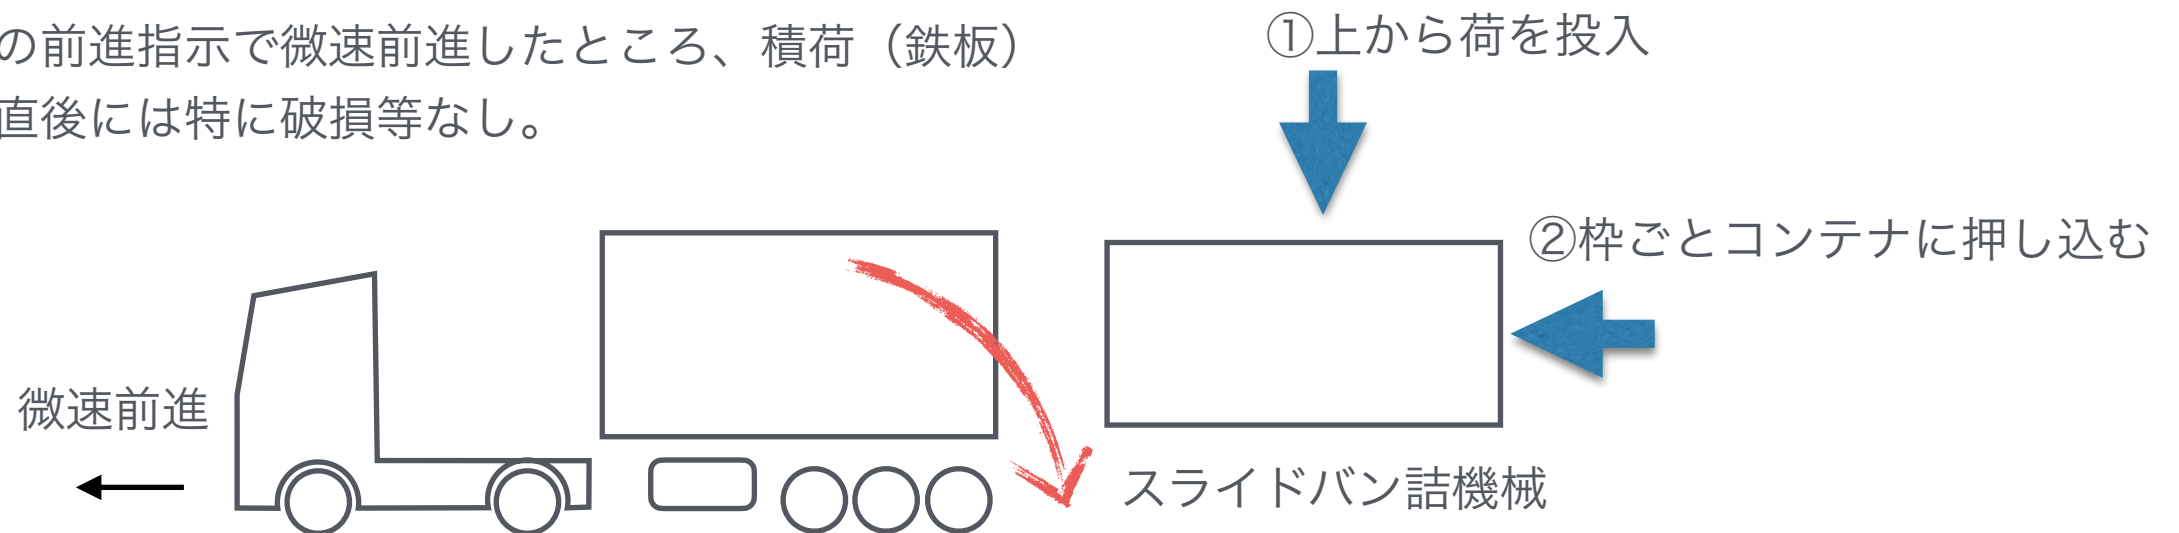 の前進指示で微速前進したところ、積荷（鉄板）
直後には特に破損等なし。
①上から荷を投入
②枠ごとコンテナに押し込む
微速前進
スライドバン詰機械